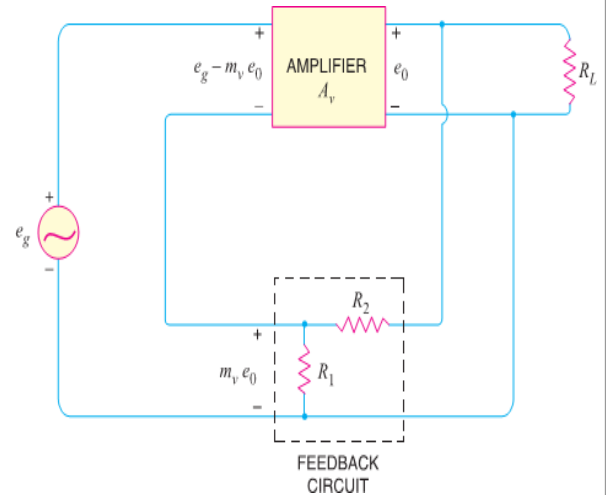 + +
e_g – m_v e_0 AMPLIFIER e_0 R_L
A_v
– –
+
e_g
–
R_2
+
m_v e_0 R_1
–
FEEDBACK
CIRCUIT